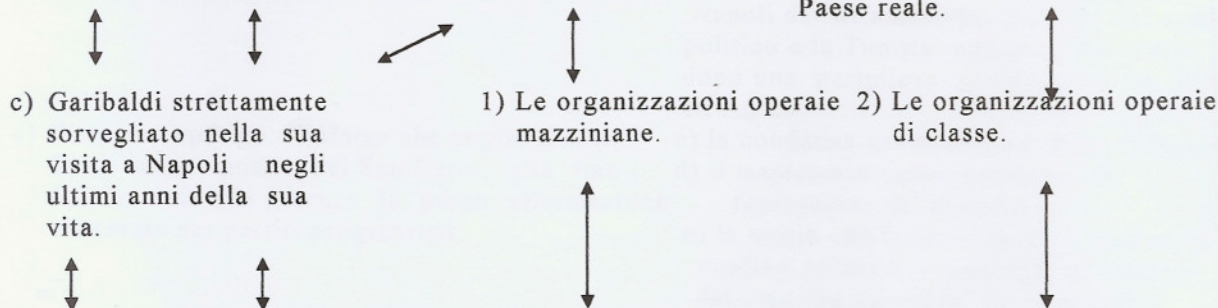 Paese reale.
c) Garibaldi strettamente
sorvegliato nella sua
visita a Napoli negli
ultimi anni della sua
vita.
1) Le organizzazioni operaie
mazziniane.
2) Le organizzazioni operaie
di classe.